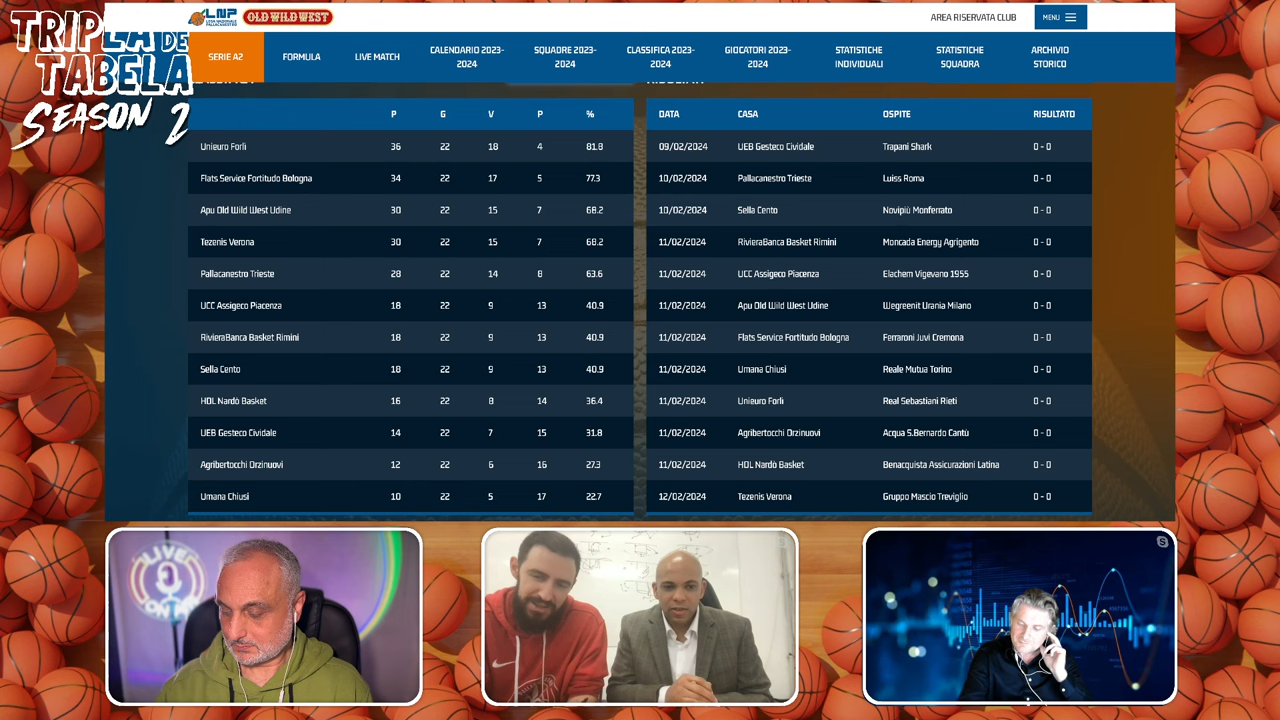 TRIPLA DE
TABELA
SEASON 2
LNP
LEGA NAZIONALE
PALLACANESTRO
OLD WILD WEST
AREA RISERVATA CLUB
MENU
SERIE A2
FORMULA
LIVE MATCH
CALENDARIO 2023-
2024
SQUADRE 2023-
2024
CLASSIFICA 2023-
2024
GIOCATORI 2023-
2024
STATISTICHE
INDIVIDUALI
STATISTICHE
SQUADRA
ARCHIVIO
STORICO
P G V P %
Unieuro Forlì 36 22 18 4 81.8
Flats Service Fortitudo Bologna 34 22 17 5 77.3
Apu Old Wild West Udine 30 22 15 7 68.2
Tezenis Verona 30 22 15 7 68.2
Pallacanestro Trieste 28 22 14 8 63.6
UCC Assigeco Piacenza 18 22 9 13 40.9
RivieraBanca Basket Rimini 18 22 9 13 40.9
Sella Cento 18 22 9 13 40.9
HDL Nardò Basket 16 22 8 14 36.4
UEB Gesteco Cividale 14 22 7 15 31.8
Agribertocchi Orzinuovi 12 22 6 16 27.3
Umana Chiusi 10 22 5 17 22.7
DATA CASA OSPITE RISULTATO
09/02/2024 UEB Gesteco Cividale Trapani Shark 0 - 0
10/02/2024 Pallacanestro Trieste Luiss Roma 0 - 0
10/02/2024 Sella Cento Novipiù Monferrato 0 - 0
11/02/2024 RivieraBanca Basket Rimini Moncada Energy Agrigento 0 - 0
11/02/2024 UCC Assigeco Piacenza Elachem Vigevano 1955 0 - 0
11/02/2024 Apu Old Wild West Udine Wegreenit Urania Milano 0 - 0
11/02/2024 Flats Service Fortitudo Bologna Ferraroni Juvi Cremona 0 - 0
11/02/2024 Umana Chiusi Reale Mutua Torino 0 - 0
11/02/2024 Unieuro Forlì Real Sebastiani Rieti 0 - 0
11/02/2024 Agribertocchi Orzinuovi Acqua S.Bernardo Cantù 0 - 0
11/02/2024 HDL Nardò Basket Benacquista Assicurazioni Latina 0 - 0
12/02/2024 Tezenis Verona Gruppo Mascio Treviglio 0 - 0
LIVE
ON